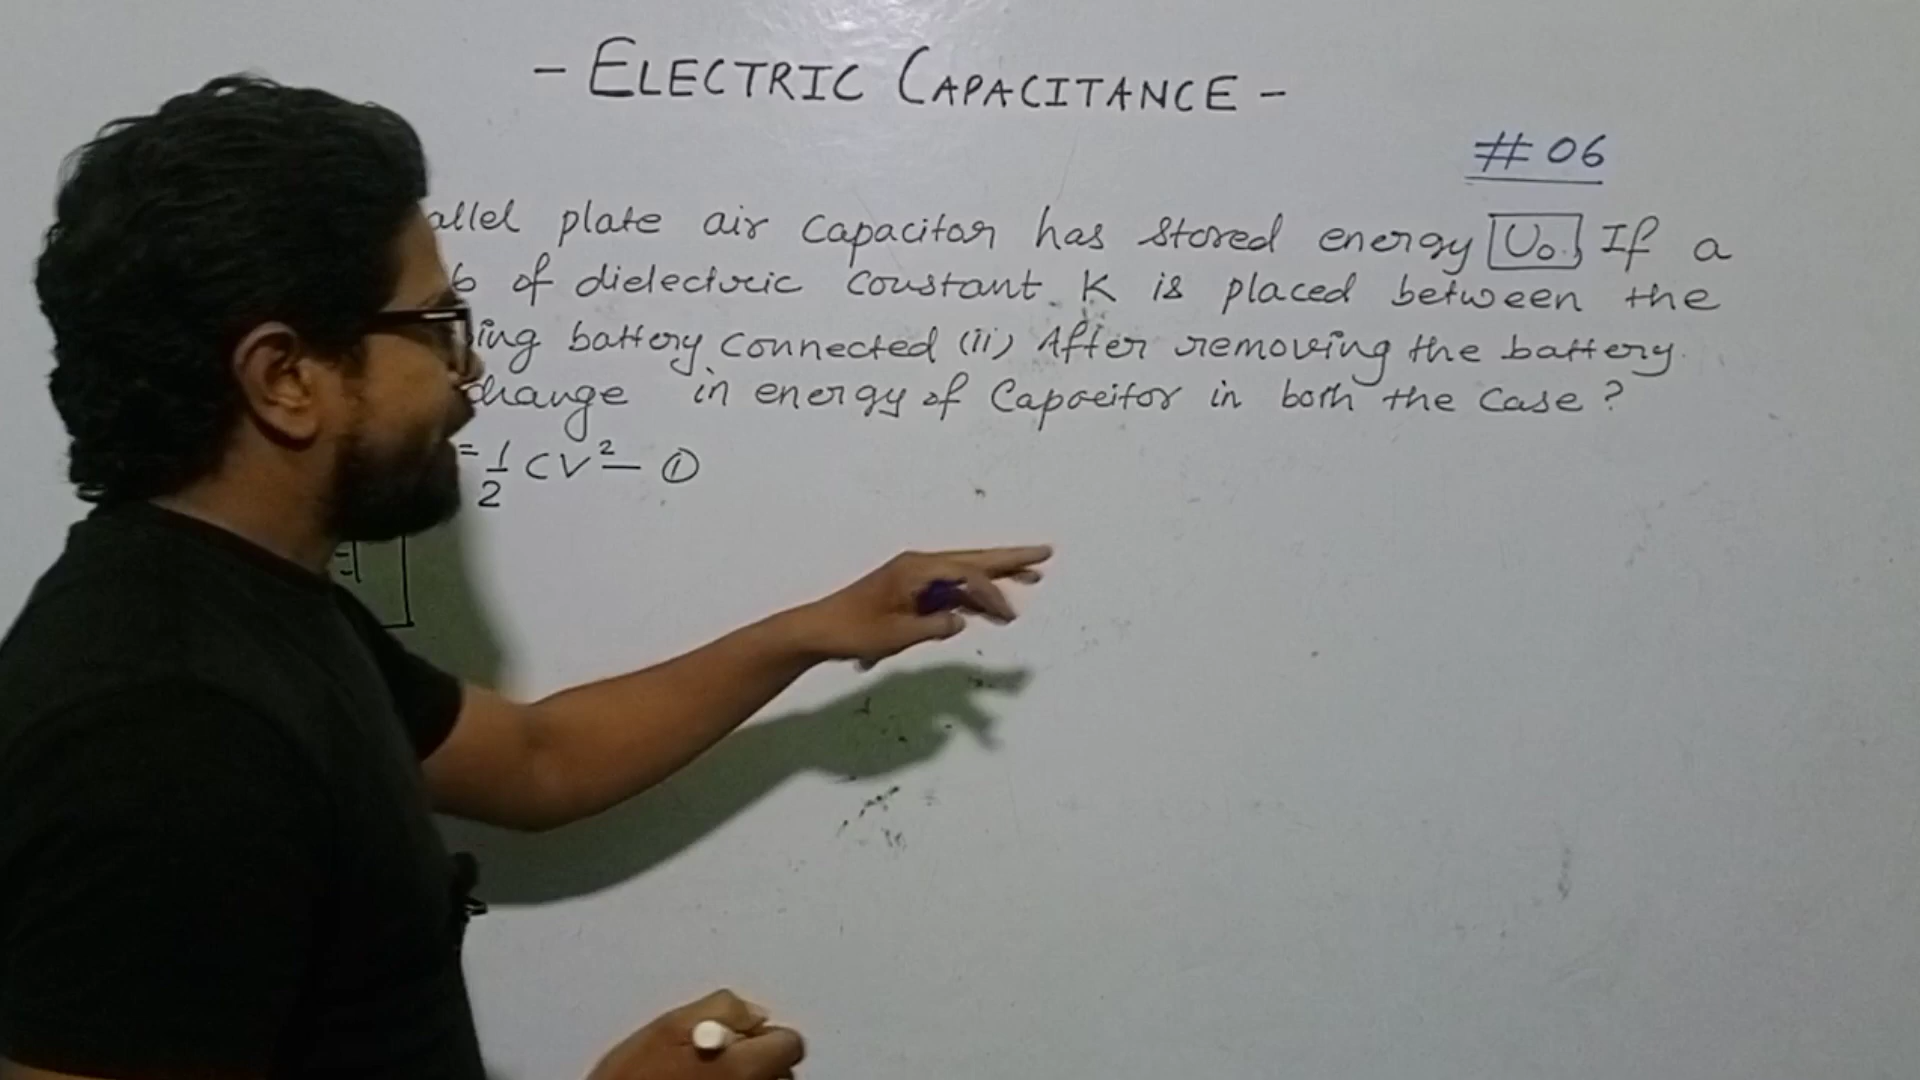 - ELECTRIC CAPACITANCE -
# 06
allel plate air capacitor has stored energy U₀. If a
b of dielectric constant K is placed between the
ing battery connected (ii) After removing the battery.
change in energy of Capacitor in both the case ?
= 1/2 CV² — ①